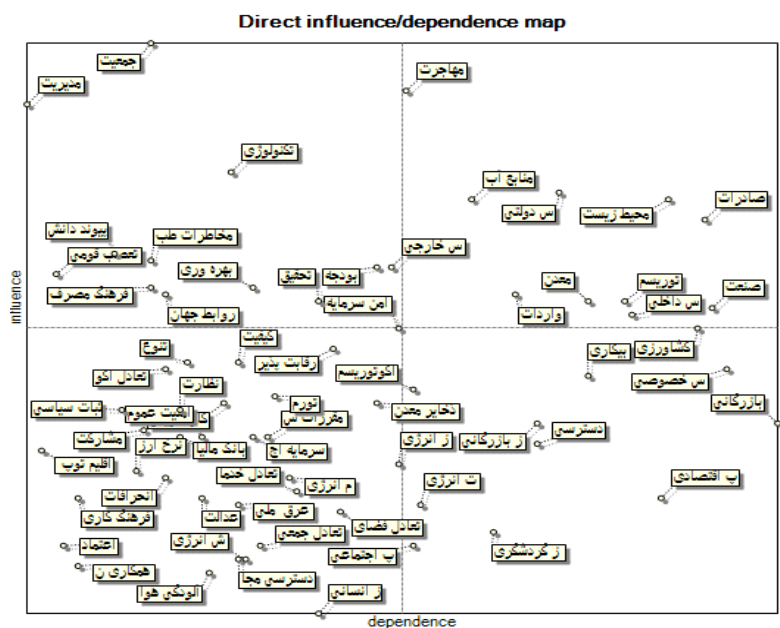 Direct influence/dependence map
جمعیت
مدیریت
مهاجرت
تکنولوژی
منابع آب
س دولتی
محیط زیست
صادرات
پیوند دانش
مخاطرات طب
تعصب قومی
بهره وری
تحقیق
بودجه
س خارجی
فرهنگ مصرف
روابط جهان
امن سرمایه
معدن
واردات
توریسم
س داخلی
صنعت
influence
تنوع
کیفیت
رقابت پذیر
بیکاری
کشاورزی
تعادل اکو
نظارت
اکوتوریسم
س خصوصی
ثبات سیاسی
امنیت عموم
تورم
مقررات س
ذخایر معدن
بازرگانی
مشارکت
نرخ ارز
بانک مالیا
سرمایه اج
ز انرژی
ز بازرگانی
دسترسی
اقلیم توپ
انحرافات
تعادل خدما
م انرژی
ت انرژی
پ اقتصادی
فرهنگ کاری
عدالت
عرق ملی
تعادل فضای
اعتماد
ش انرژی
تعادل جمعی
پ اجتماعی
ز گردشگری
همکاری ن
آلودگی هوا
دسترسی مجا
ز انسانی
dependence